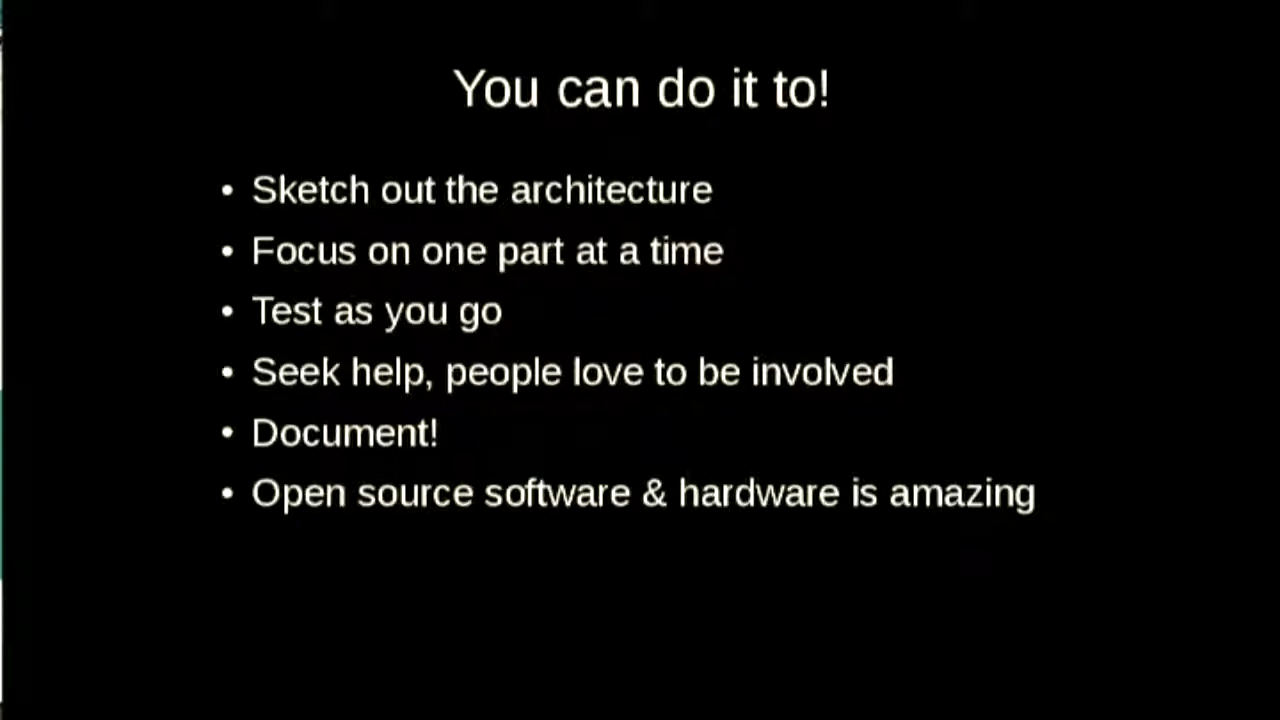 You can do it to!
• Sketch out the architecture
• Focus on one part at a time
• Test as you go
• Seek help, people love to be involved
• Document!
• Open source software & hardware is amazing